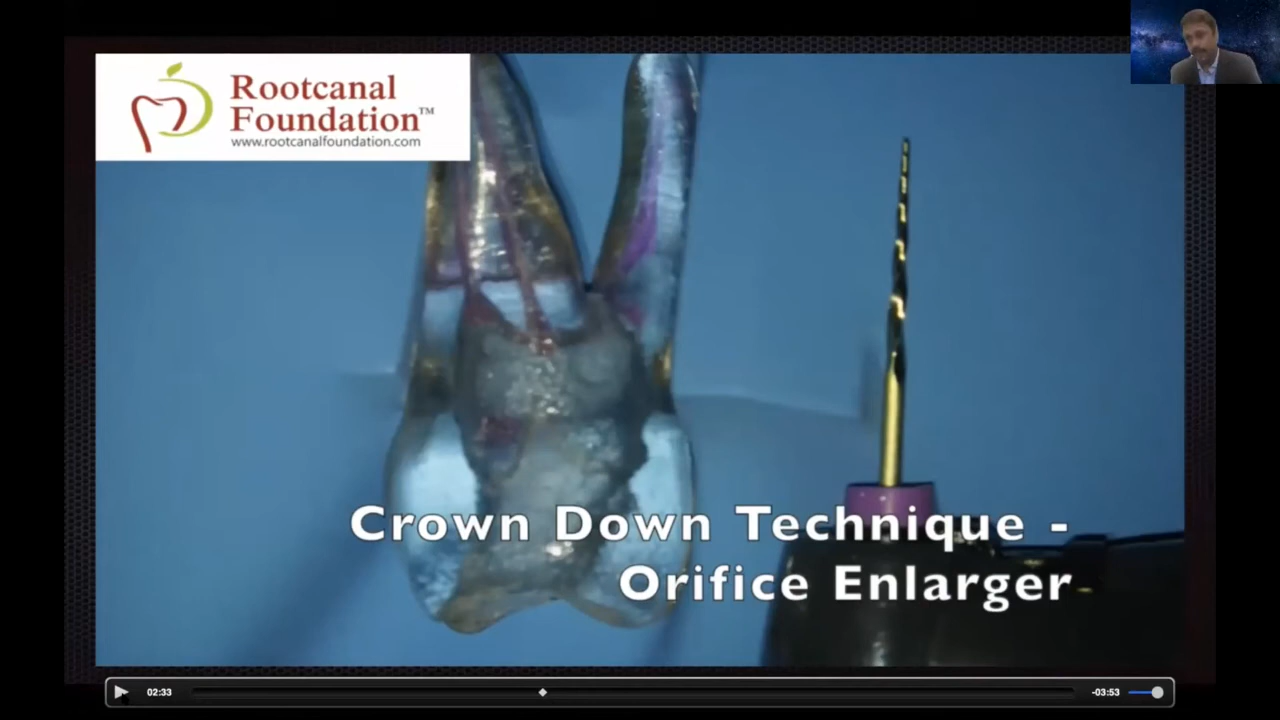 Rootcanal
Foundation™
www.rootcanalfoundation.com
Crown Down Technique -
Orifice Enlarger
02:33
-03:53